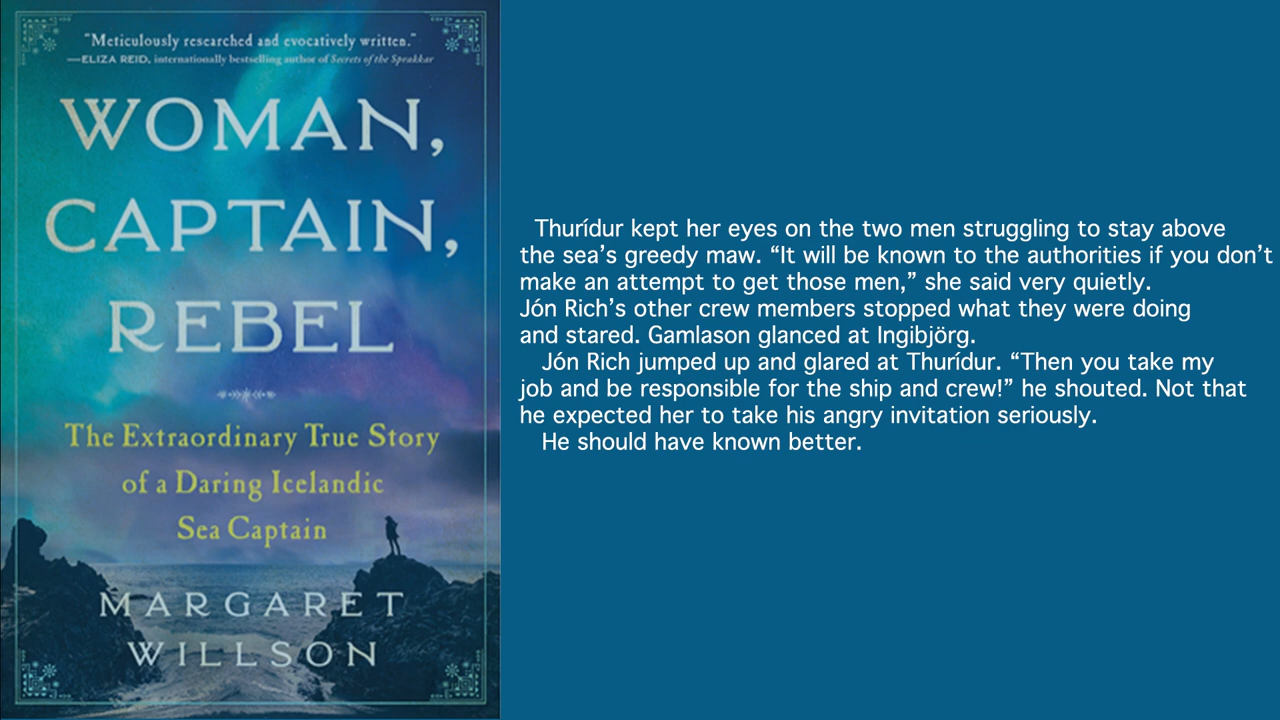 "Meticulously researched and evocatively written."
—ELIZA REID, internationally bestselling author of Secrets of the Sprakkar
WOMAN,
CAPTAIN,
REBEL
The Extraordinary True Story
of a Daring Icelandic
Sea Captain
MARGARET
WILLSON
Thurídur kept her eyes on the two men struggling to stay above
the sea’s greedy maw. “It will be known to the authorities if you don’t
make an attempt to get those men,” she said very quietly.
Jón Rich’s other crew members stopped what they were doing
and stared. Gamlason glanced at Ingibjörg.
Jón Rich jumped up and glared at Thurídur. “Then you take my
job and be responsible for the ship and crew!” he shouted. Not that
he expected her to take his angry invitation seriously.
He should have known better.